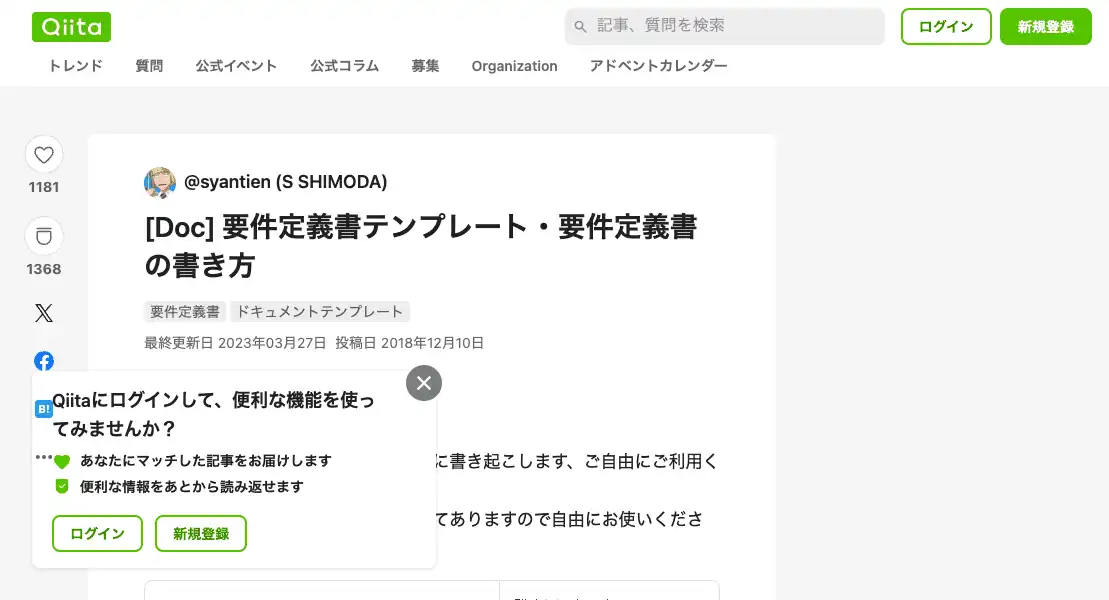 Qiita
記事、質問を検索
ログイン
新規登録
トレンド
質問
公式イベント
公式コラム
募集
Organization
アドベントカレンダー
1181
1368
@syantien (S SHIMODA)
[Doc] 要件定義書テンプレート・要件定義書
の書き方
要件定義書
ドキュメントテンプレート
最終更新日 2023年03月27日 投稿日 2018年12月10日
B!
Qiitaにログインして、便利な機能を使っ
てみませんか？
あなたにマッチした記事をお届けします
便利な情報をあとから読み返せます
ログイン
新規登録
に書き起こします、ご自由にご利用く
てありますので自由にお使いくださ